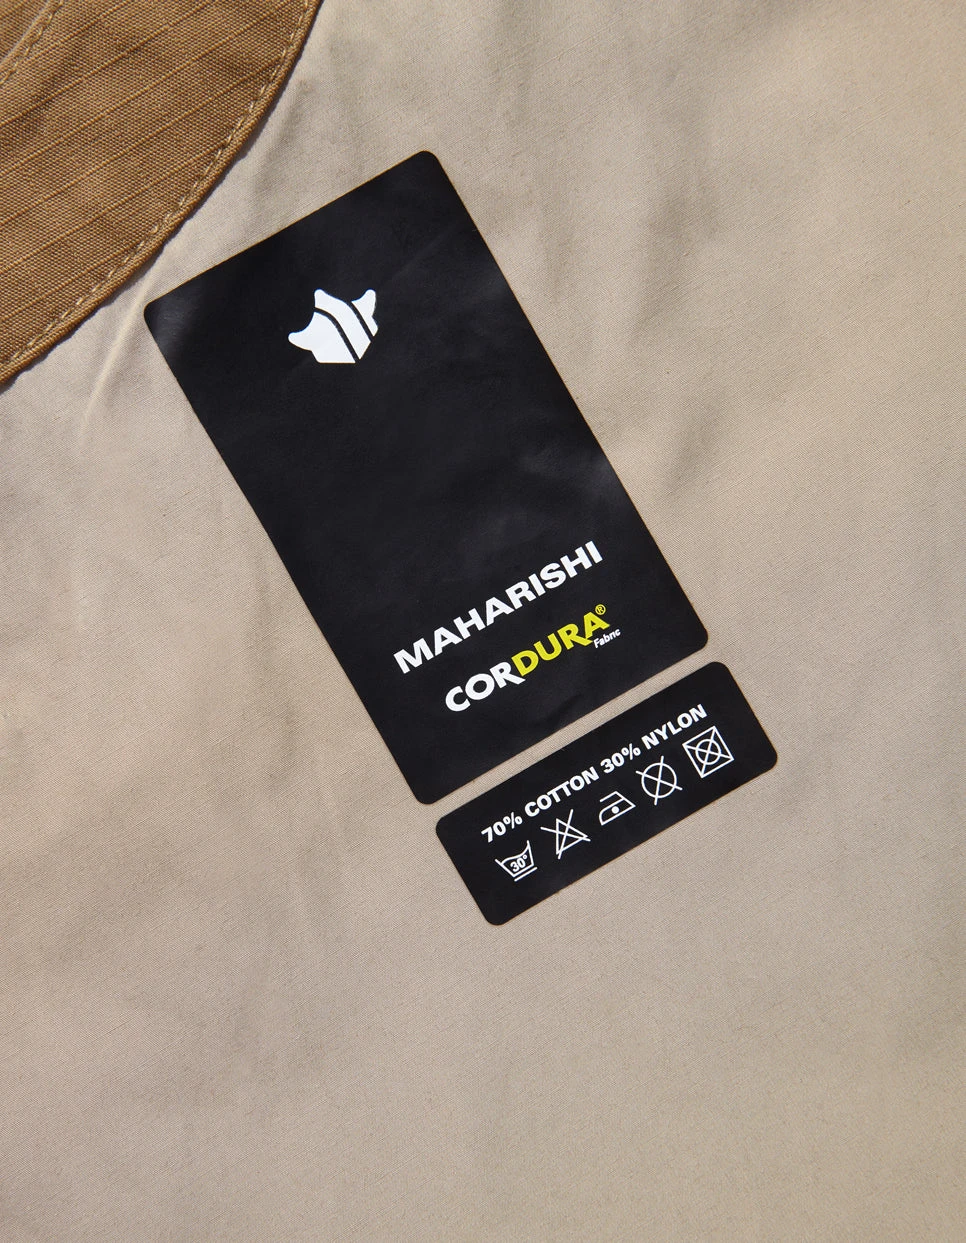 MAHARISHI
CORDURA®
Fabric
70% COTTON 30% NYLON
30°